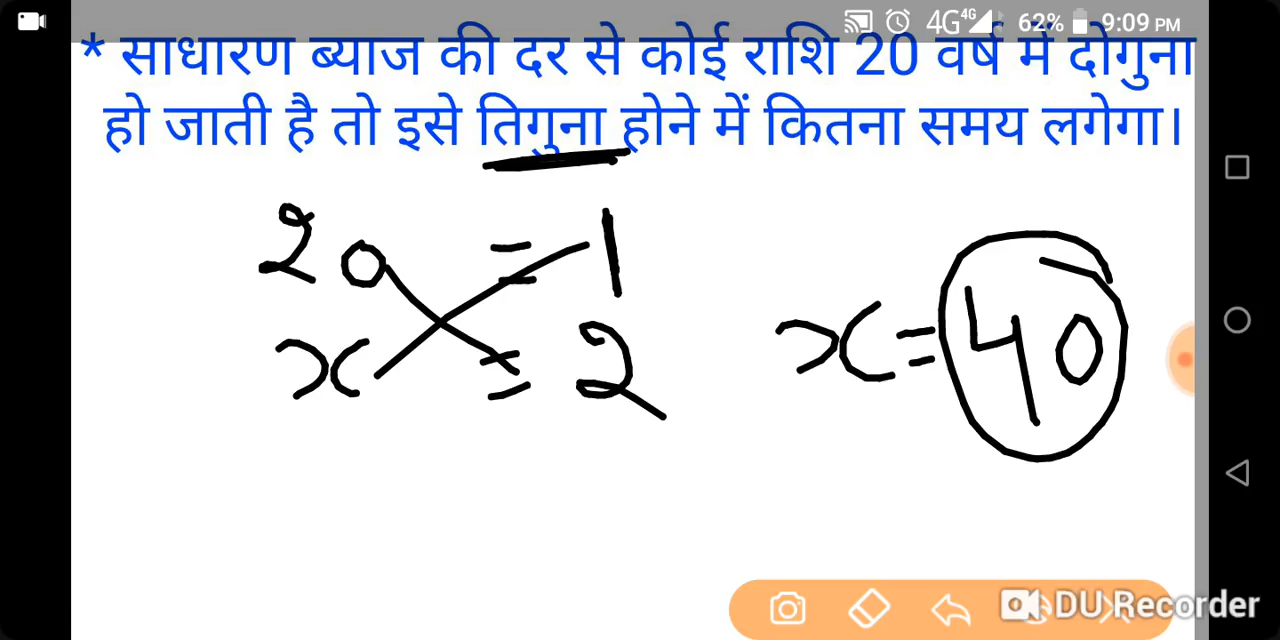 4G 4G 62% 9:09 PM
* साधारण ब्याज की दर से कोई राशि 20 वर्ष में दोगुना
हो जाती है तो इसे तिगुना होने में कितना समय लगेगा।
20 = 1
x = 2
x = 40
DU Recorder